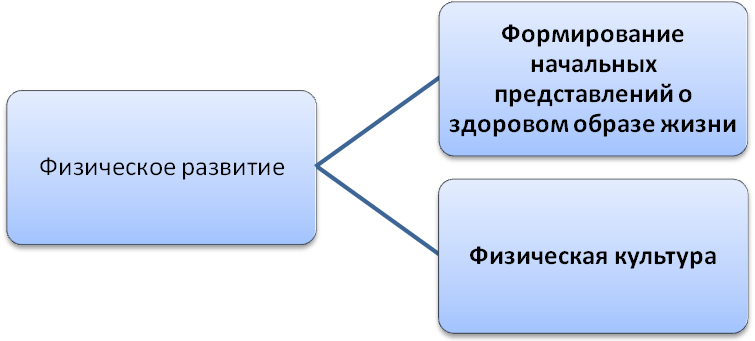 Физическое развитие
Формирование
начальных
представлений о
здоровом образе жизни
Физическая культура